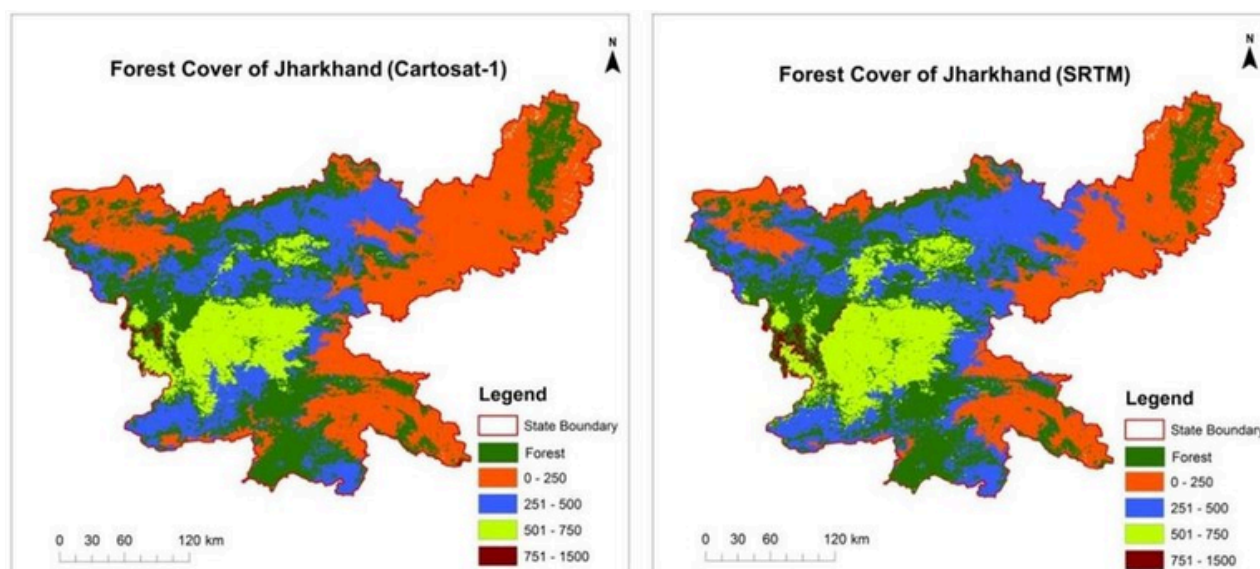 N
Forest Cover of Jharkhand (Cartosat-1)
Legend
State Boundary
Forest
0 - 250
251 - 500
501 - 750
751 - 1500
0 30 60 120 km
N
Forest Cover of Jharkhand (SRTM)
Legend
State Boundary
Forest
0 - 250
251 - 500
501 - 750
751 - 1500
0 30 60 120 km